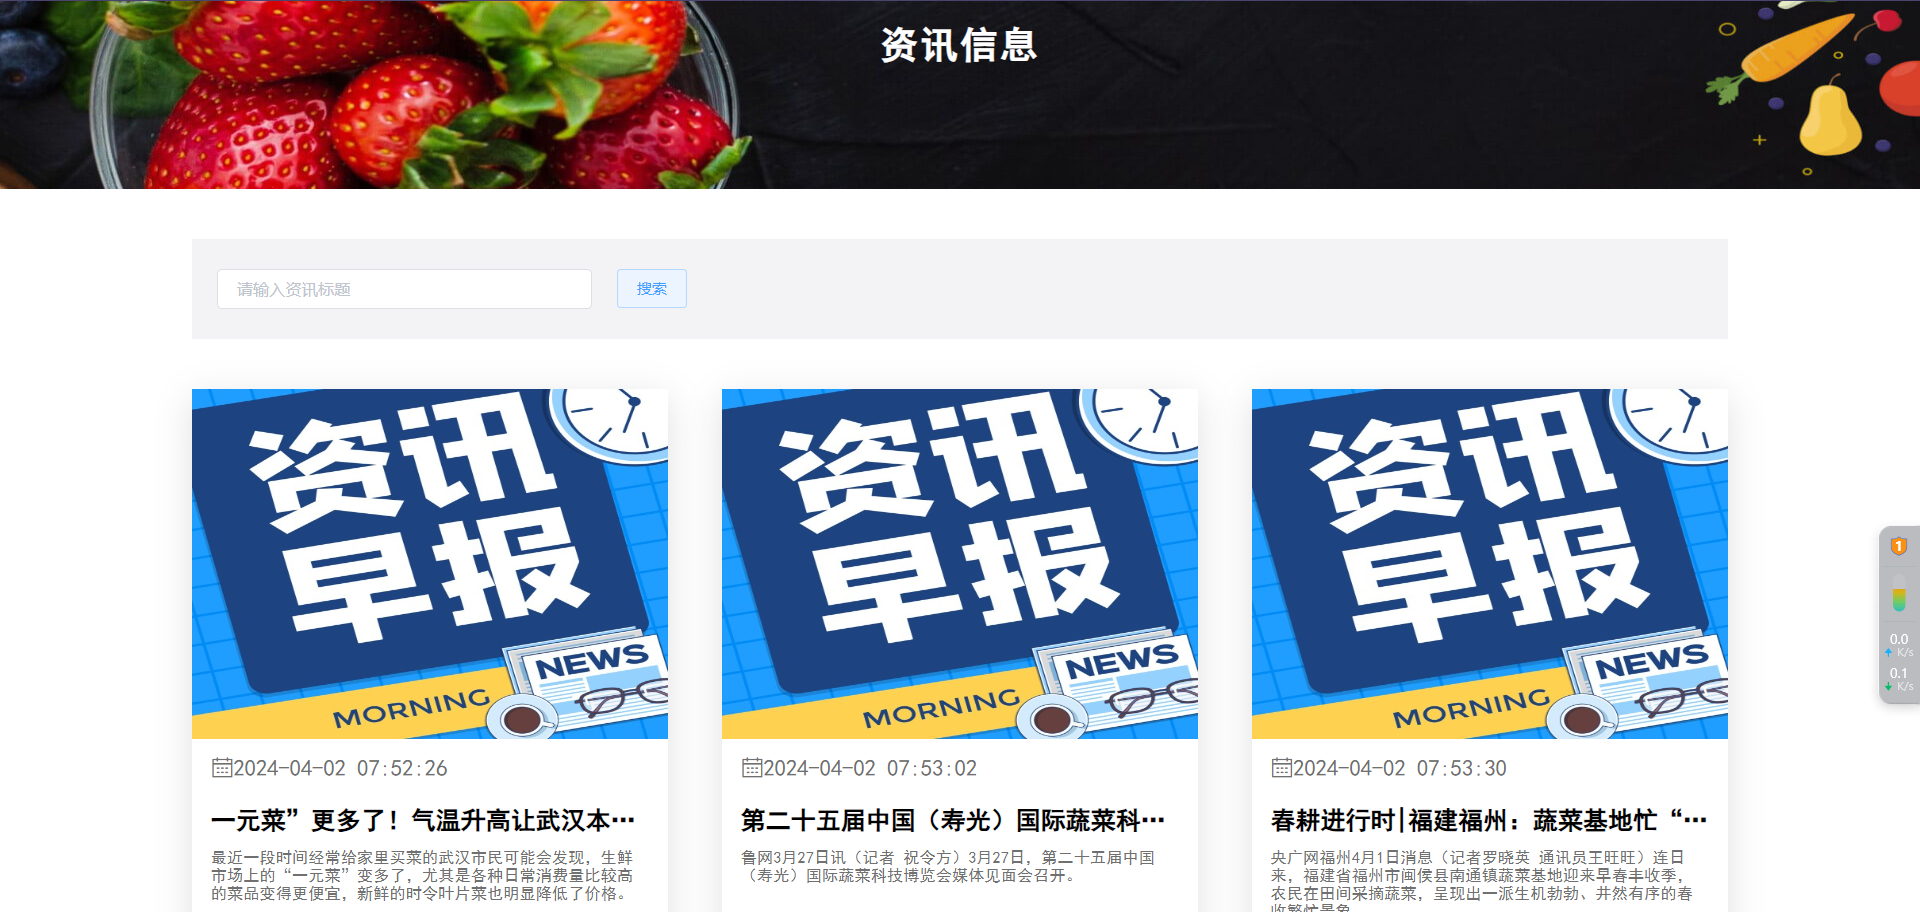 资讯信息
请输入资讯标题
搜索
资讯
早报
NEWS
MORNING
资讯
早报
NEWS
MORNING
资讯
早报
NEWS
MORNING
2024-04-02 07:52:26
一元菜”更多了！气温升高让武汉本…
最近一段时间经常给家里买菜的武汉市民可能会发现，生鲜
市场上的“一元菜”变多了，尤其是各种日常消费量比较高
的菜品变得更便宜，新鲜的时令叶片菜也明显降低了价格。
2024-04-02 07:53:02
第二十五届中国（寿光）国际蔬菜科…
鲁网3月27日讯（记者 祝令方）3月27日，第二十五届中国
（寿光）国际蔬菜科技博览会媒体见面会召开。
2024-04-02 07:53:30
春耕进行时|福建福州：蔬菜基地忙“…
央广网福州4月1日消息（记者罗晓英 通讯员王旺旺）连日
来，福建省福州市闽侯县南通镇蔬菜基地迎来早春丰收季，
农民在田间采摘蔬菜，呈现出一派生机勃勃、井然有序的春
收繁忙景象
1
0.0
K/s
0.1
K/s